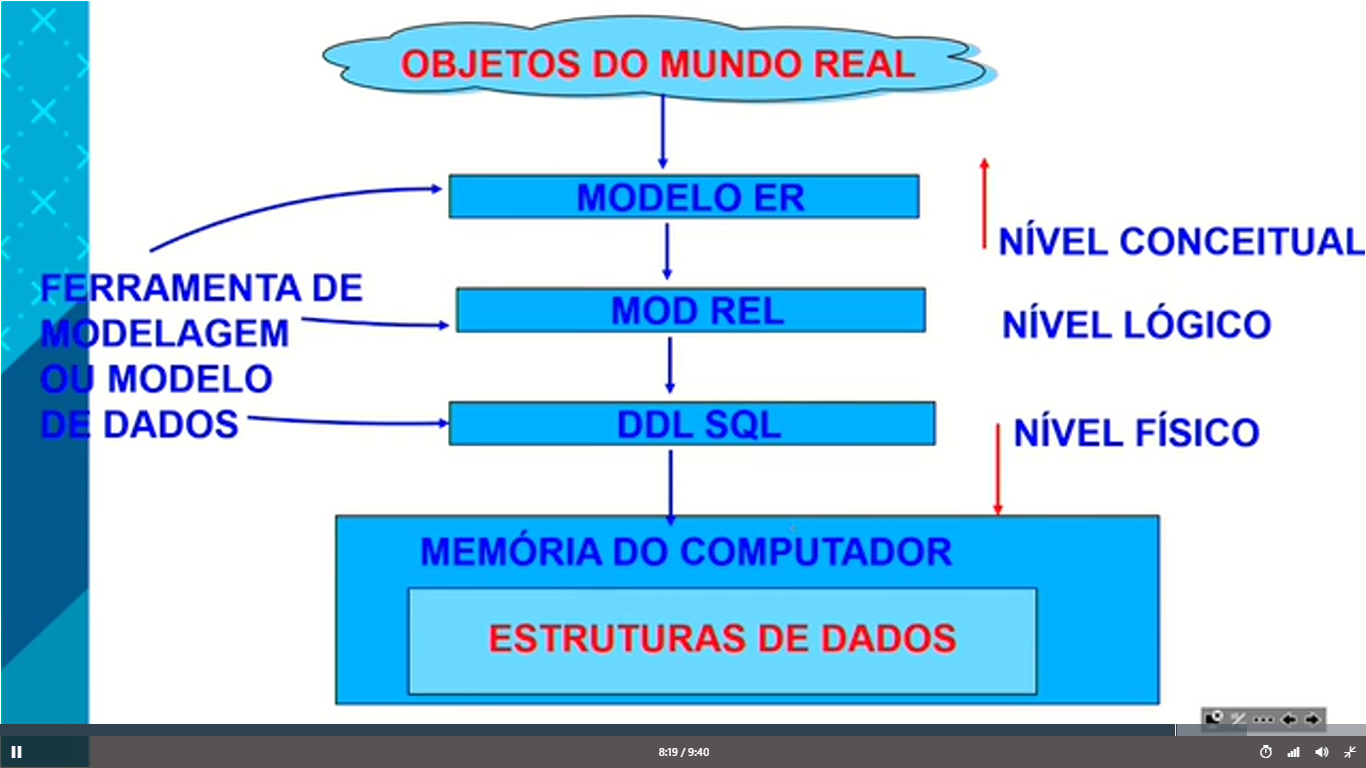 OBJETOS DO MUNDO REAL
MODELO ER
NÍVEL CONCEITUAL
FERRAMENTA DE
MODELAGEM
OU MODELO
DE DADOS
MOD REL
NÍVEL LÓGICO
DDL SQL
NÍVEL FÍSICO
MEMÓRIA DO COMPUTADOR
ESTRUTURAS DE DADOS
8:19 / 9:40